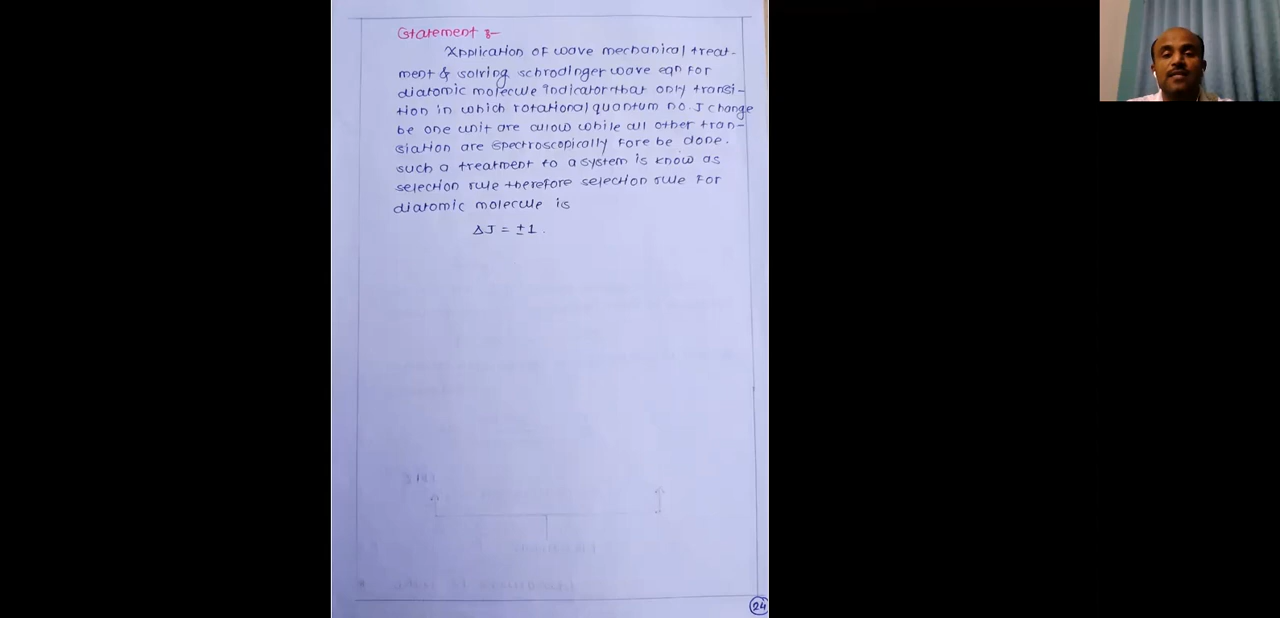 Statement :-
Application of wave mechanical treat-
ment & solving schrodinger wave eqn for
diatomic molecule indicator that only transi-
tion in which rotational quantum no. J change
be one unit are allow while all other tran-
siation are spectroscopically fore be done.
such a treatment to a system is know as
selection rule therefore selection rule for
diatomic molecule is
ΔJ = ±1.
24